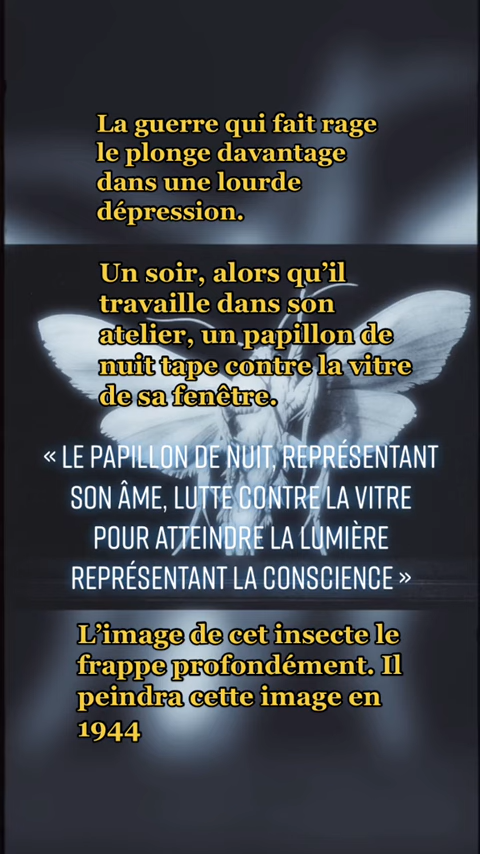 La guerre qui fait rage
le plonge davantage
dans une lourde
dépression.
Un soir, alors qu’il
travaille dans son
atelier, un papillon de
nuit tape contre la vitre
de sa fenêtre.
« LE PAPILLON DE NUIT, REPRÉSENTANT
SON ÂME, LUTTE CONTRE LA VITRE
POUR ATTEINDRE LA LUMIÈRE
REPRÉSENTANT LA CONSCIENCE »
L’image de cet insecte le
frappe profondément. Il
peindra cette image en
1944